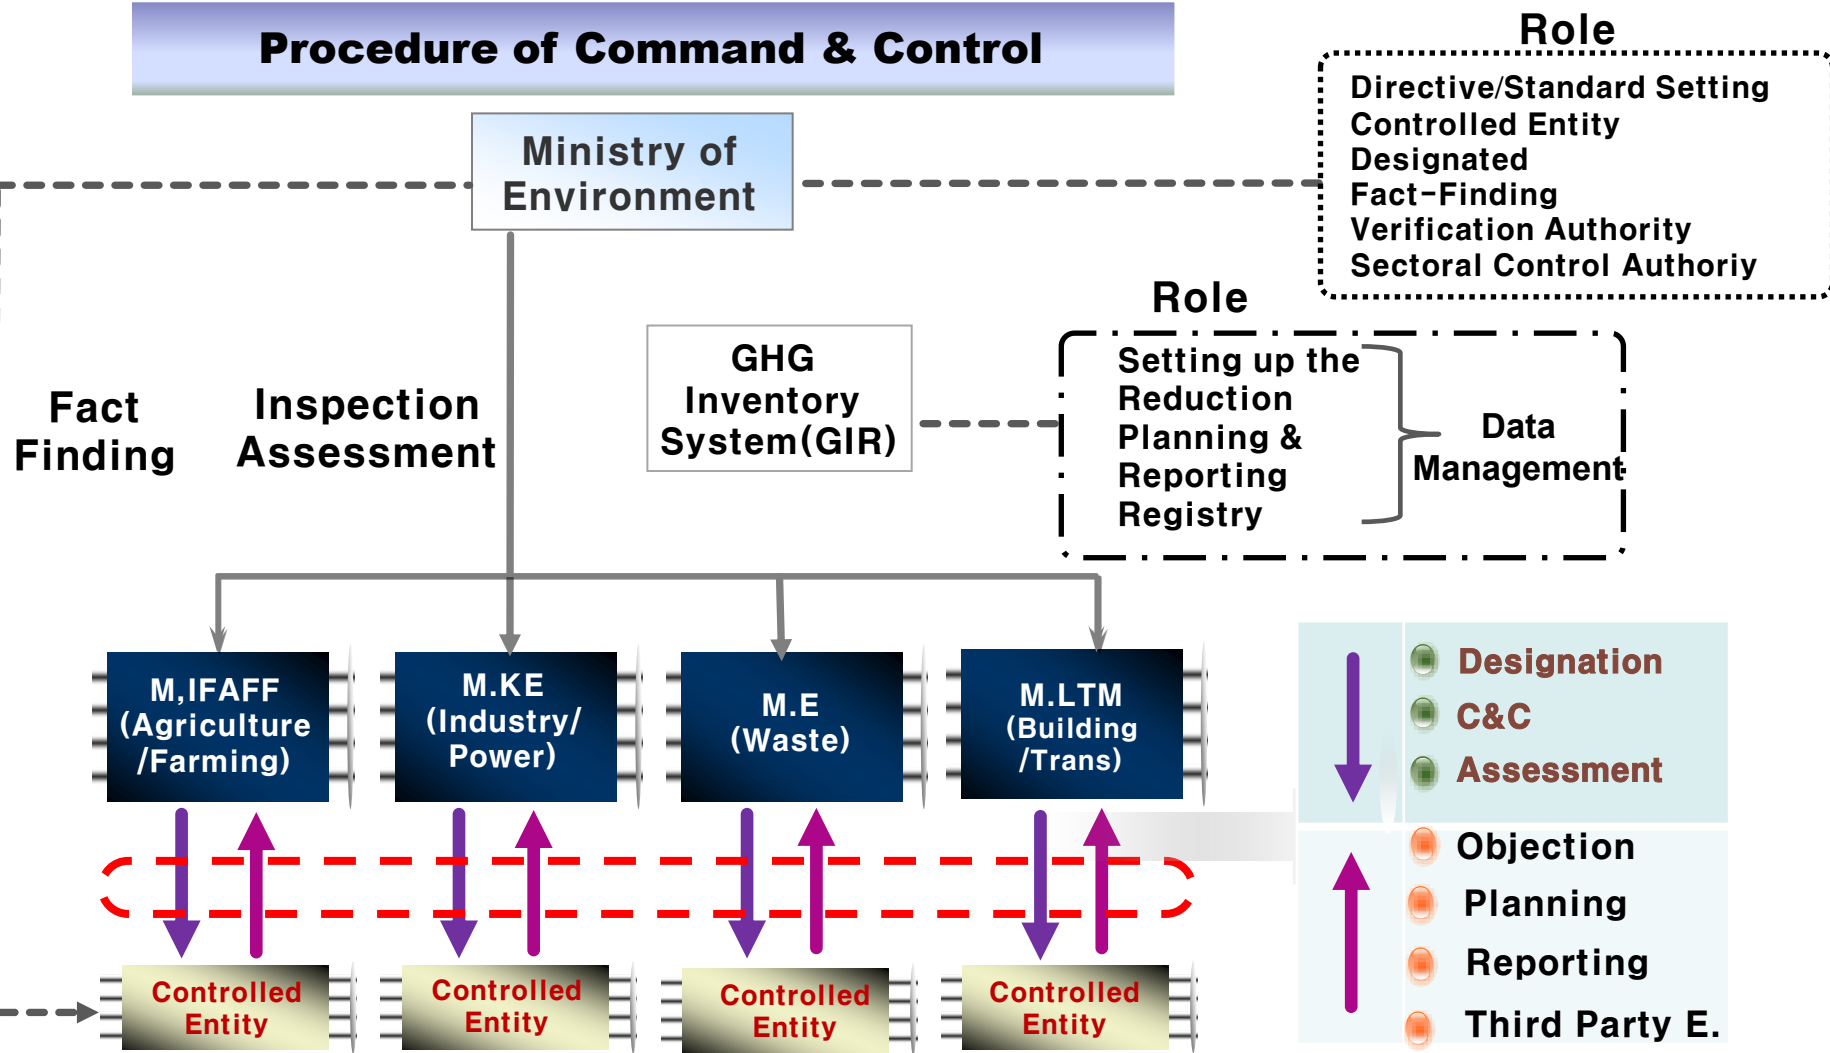 Procedure of Command & Control
Role
Directive/Standard Setting
Controlled Entity
Designated
Fact-Finding
Verification Authority
Sectoral Control Authoriy
Ministry of
Environment
Role
Setting up the
Reduction
Planning &
Reporting
Registry
Data
Management
GHG
Inventory
System(GIR)
Fact
Finding
Inspection
Assessment
M,IFAFF
(Agriculture
/Farming)
M.KE
(Industry/
Power)
M.E
(Waste)
M.LTM
(Building
/Trans)
Designation
C&C
Assessment
Objection
Planning
Reporting
Third Party E.
Controlled
Entity
Controlled
Entity
Controlled
Entity
Controlled
Entity